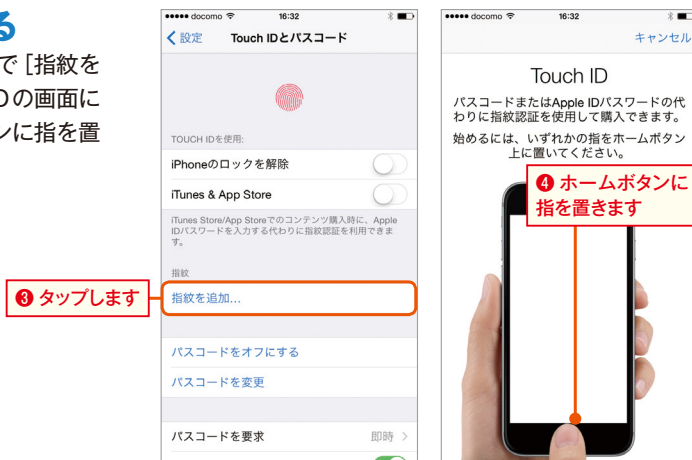 る
で［指紋を
Dの画面に
ンに指を置
docomo 16:32
設定 Touch IDとパスコード
TOUCH IDを使用:
iPhoneのロックを解除
iTunes & App Store
iTunes Store/App Storeでのコンテンツ購入時に、Apple
IDパスワードを入力する代わりに指紋認証を利用できま
す。
指紋
❸ タップします
指紋を追加...
パスコードをオフにする
パスコードを変更
パスコードを要求 即時
docomo 16:32
キャンセル
Touch ID
パスコードまたはApple IDパスワードの代
わりに指紋認証を使用して購入できます。
始めるには、いずれかの指をホームボタン
上に置いてください。
❹ ホームボタンに
指を置きます